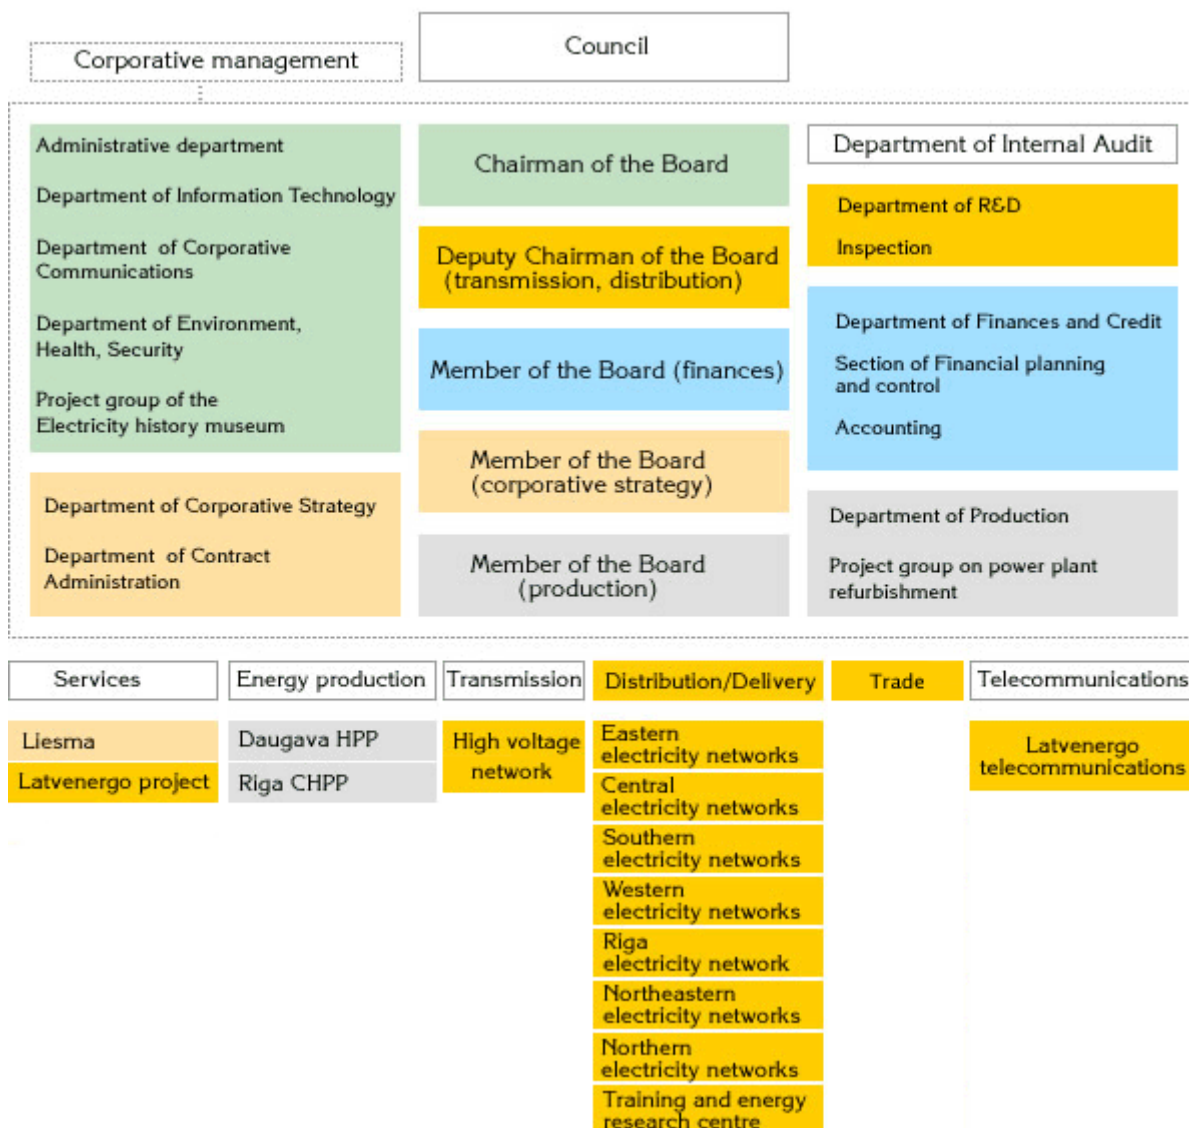 Corporative management
Council
Administrative department
Department of Information Technology
Department of Corporative
Communications
Department of Environment,
Health, Security
Project group of the
Electricity history museum
Department of Corporative Strategy
Department of Contract
Administration
Chairman of the Board
Deputy Chairman of the Board
(transmission, distribution)
Member of the Board (finances)
Member of the Board
(corporative strategy)
Member of the Board
(production)
Department of Internal Audit
Department of R&D
Inspection
Department of Finances and Credit
Section of Financial planning
and control
Accounting
Department of Production
Project group on power plant
refurbishment
Services
Liesma
Latvenergo project
Energy production
Daugava HPP
Riga CHPP
Transmission
High voltage
network
Distribution/Delivery
Eastern
electricity networks
Central
electricity networks
Southern
electricity networks
Western
electricity networks
Riga
electricity network
Northeastern
electricity networks
Northern
electricity networks
Training and energy
research centre
Trade
Telecommunications
Latvenergo
telecommunications